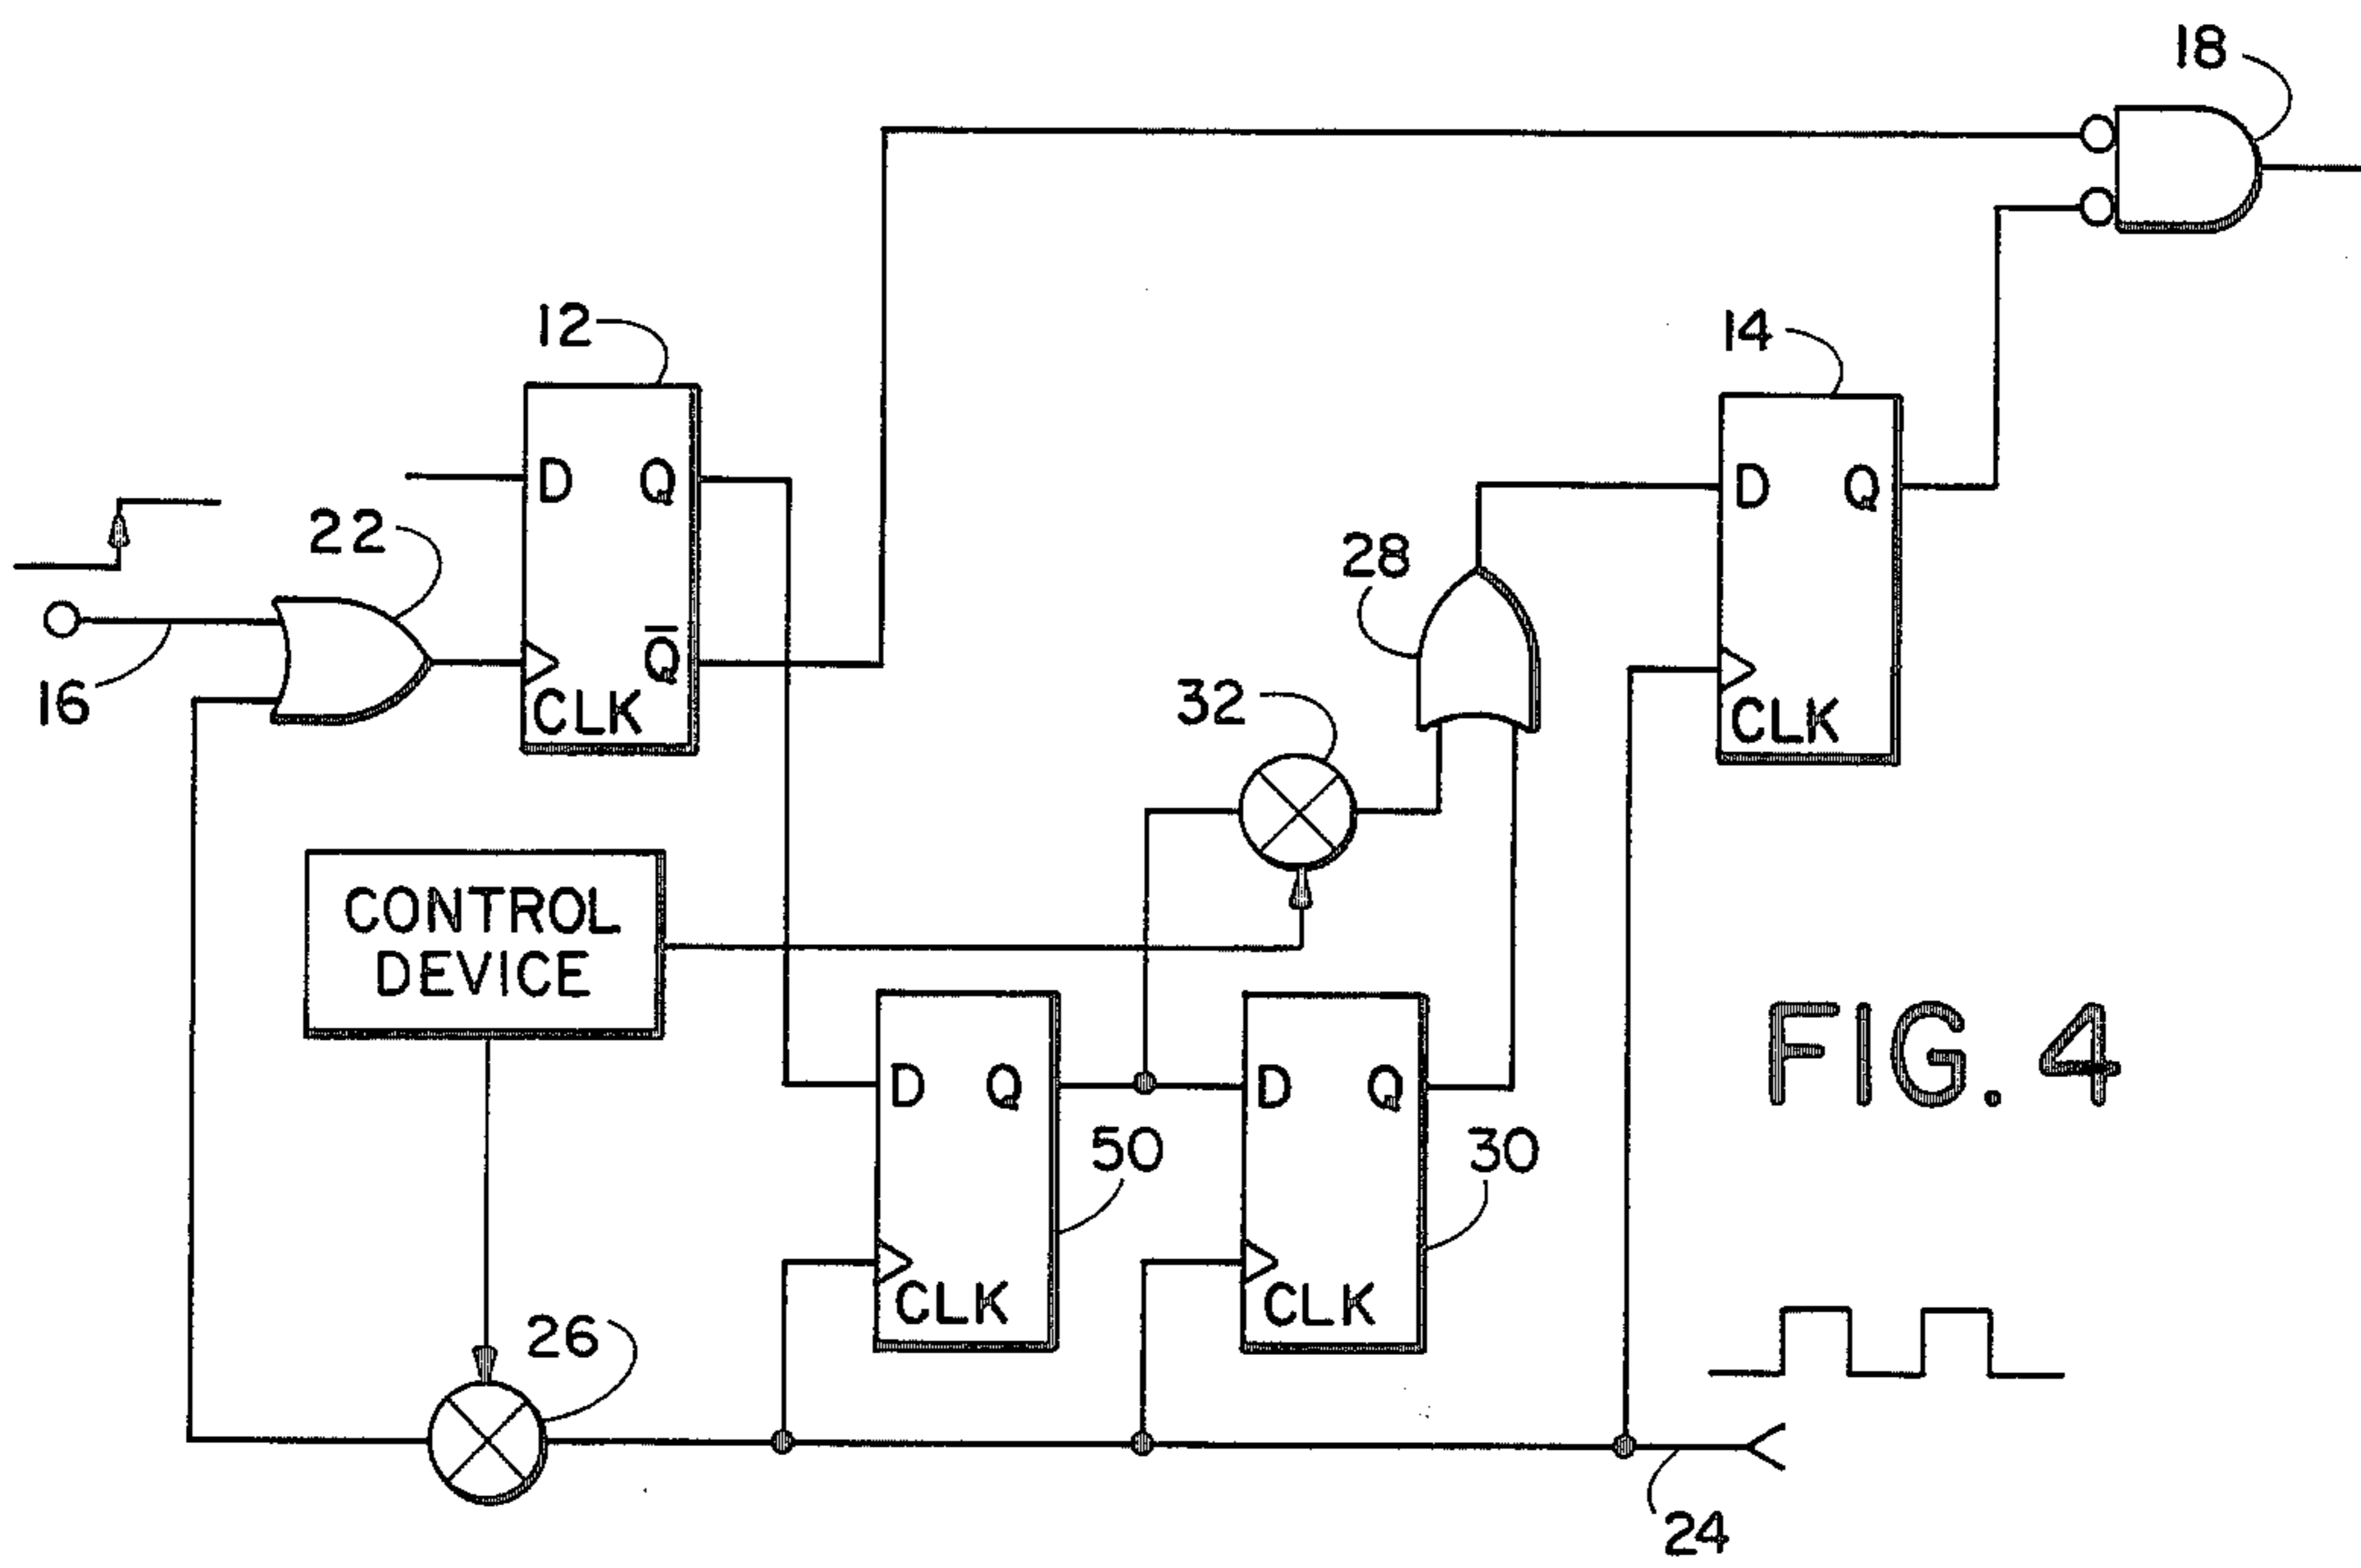 18
12
14
D Q
22
D Q
28
Q̅
16
CLK
32
CLK
CONTROL
DEVICE
D Q
D Q
FIG. 4
50
30
CLK
CLK
26
24